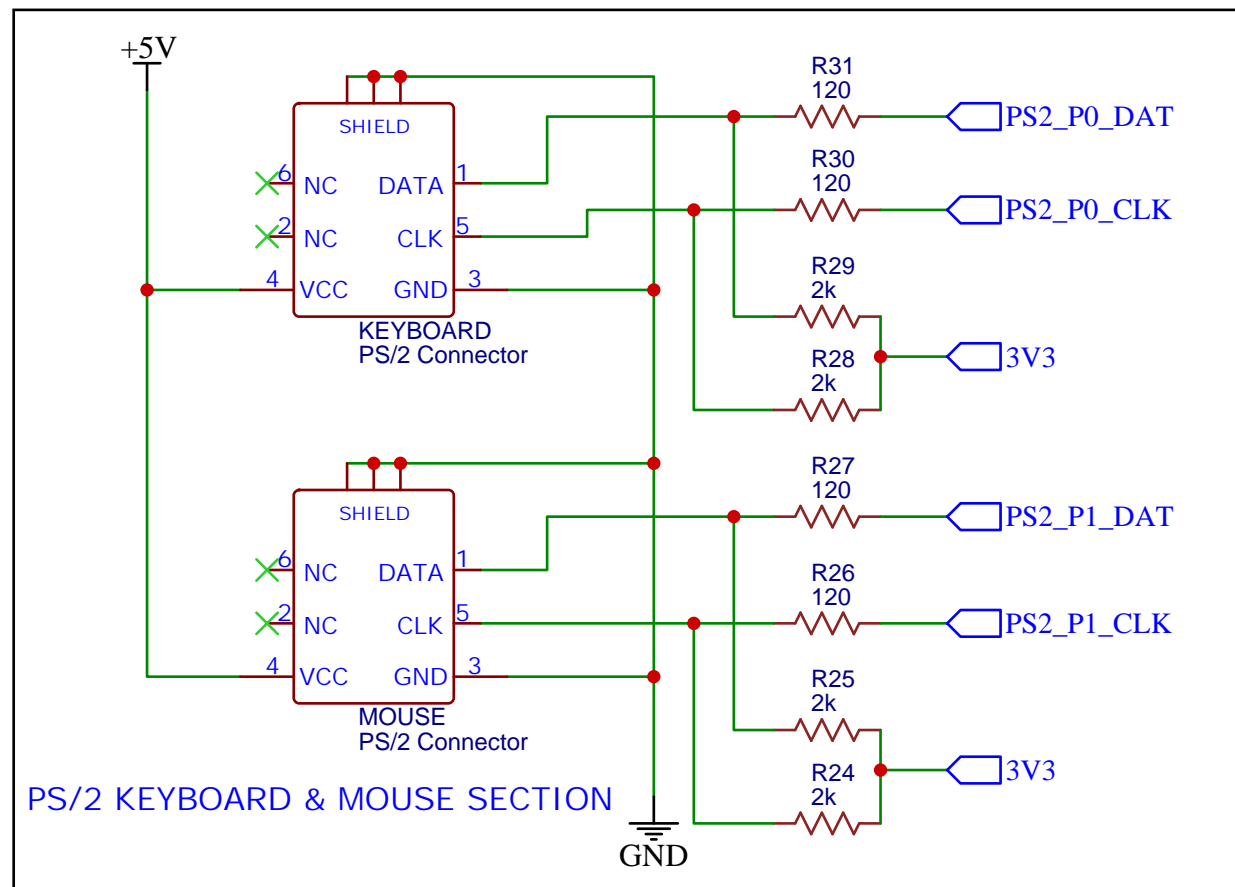 +5V
SHIELD
6
NC
DATA
1
2
NC
CLK
5
4
VCC
GND
3
KEYBOARD
PS/2 Connector
R31
120
PS2_P0_DAT
R30
120
PS2_P0_CLK
R29
2k
R28
2k
3V3
SHIELD
6
NC
DATA
1
2
NC
CLK
5
4
VCC
GND
3
MOUSE
PS/2 Connector
R27
120
PS2_P1_DAT
R26
120
PS2_P1_CLK
R25
2k
R24
2k
3V3
PS/2 KEYBOARD & MOUSE SECTION
GND